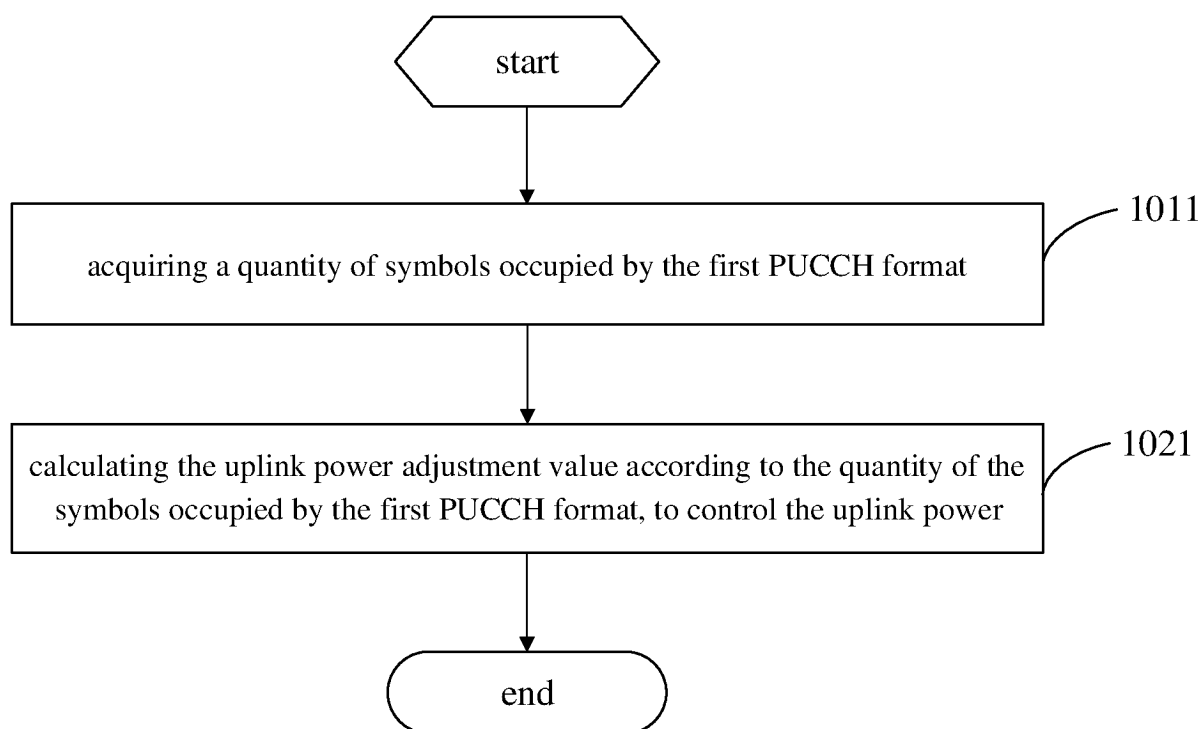 start
1011
acquiring a quantity of symbols occupied by the first PUCCH format
1021
calculating the uplink power adjustment value according to the quantity of the
symbols occupied by the first PUCCH format, to control the uplink power
end